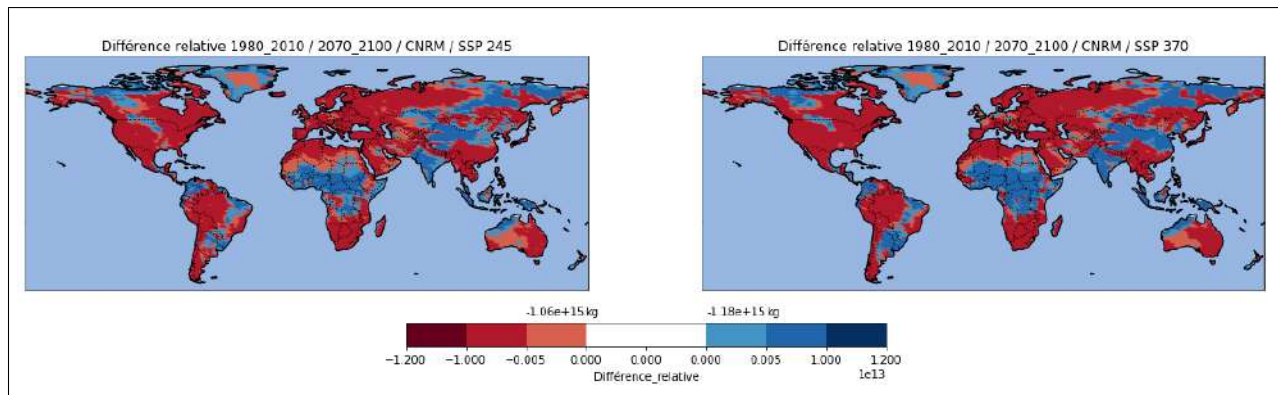 Différence relative 1980_2010 / 2070_2100 / CNRM / SSP 245
Différence relative 1980_2010 / 2070_2100 / CNRM / SSP 370
-1.06e+15 kg
-1.18e+15 kg
−1.200 −1.000 −0.005 0.000 0.000 0.000 0.005 1.000 1.200
1e13
Différence_relative